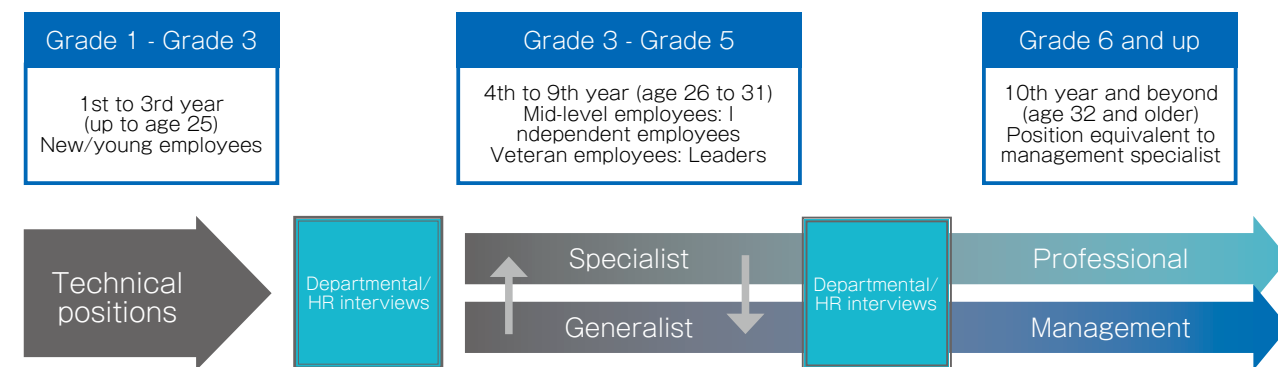 Grade 1 - Grade 3
1st to 3rd year
(up to age 25)
New/young employees
Grade 3 - Grade 5
4th to 9th year (age 26 to 31)
Mid-level employees: I
ndependent employees
Veteran employees: Leaders
Grade 6 and up
10th year and beyond
(age 32 and older)
Position equivalent to
management specialist
Technical
positions
Departmental/
HR interviews
Specialist
Generalist
Departmental/
HR interviews
Professional
Management